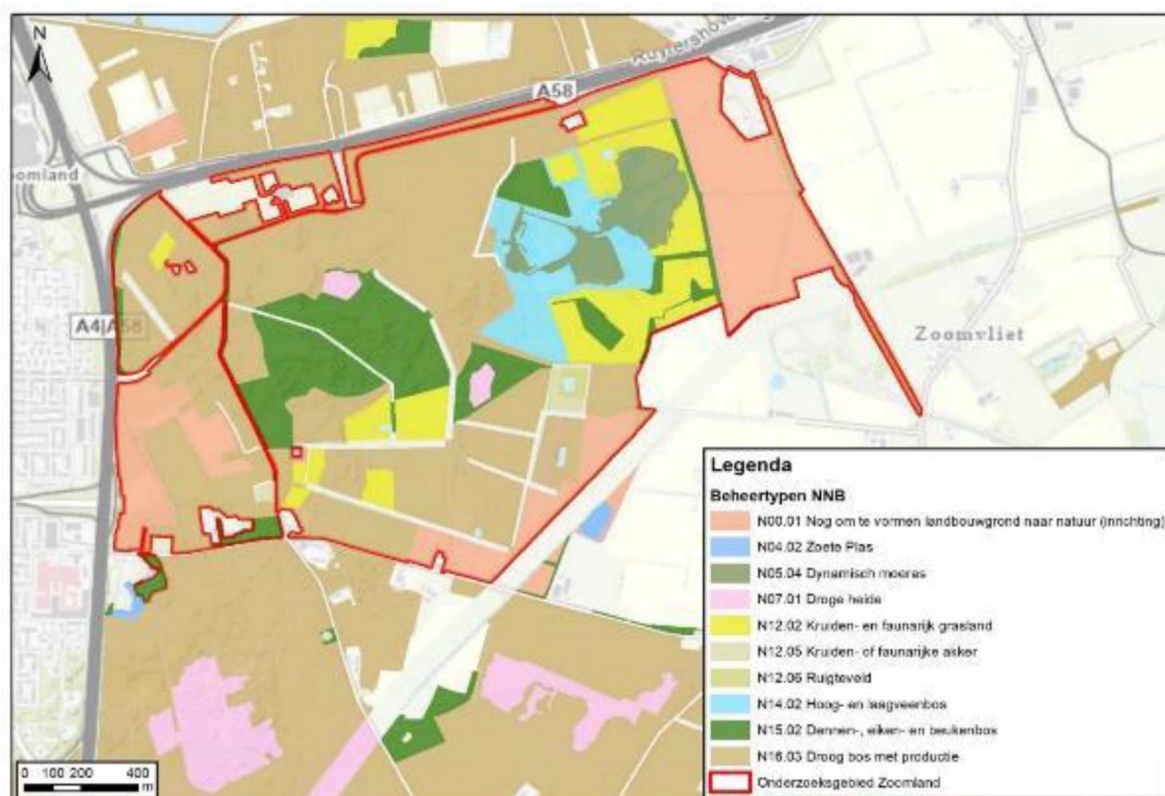 N
Ruytershove
A58
oomland
A4|A58
Zoomvliet
Legenda
Beheertypen NNB
N00.01 Nog om te vormen landbouwgrond naar natuur (inrichting)
N04.02 Zoete Plas
N05.04 Dynamisch moeras
N07.01 Droge heide
N12.02 Kruiden- en faunarijk grasland
N12.05 Kruiden- of faunarijke akker
N12.06 Ruigteveld
N14.02 Hoog- en laagveenbos
N15.02 Dennen-, eiken- en beukenbos
N16.03 Droog bos met productie
Onderzoeksgebied Zoomland
0 100 200 400
m